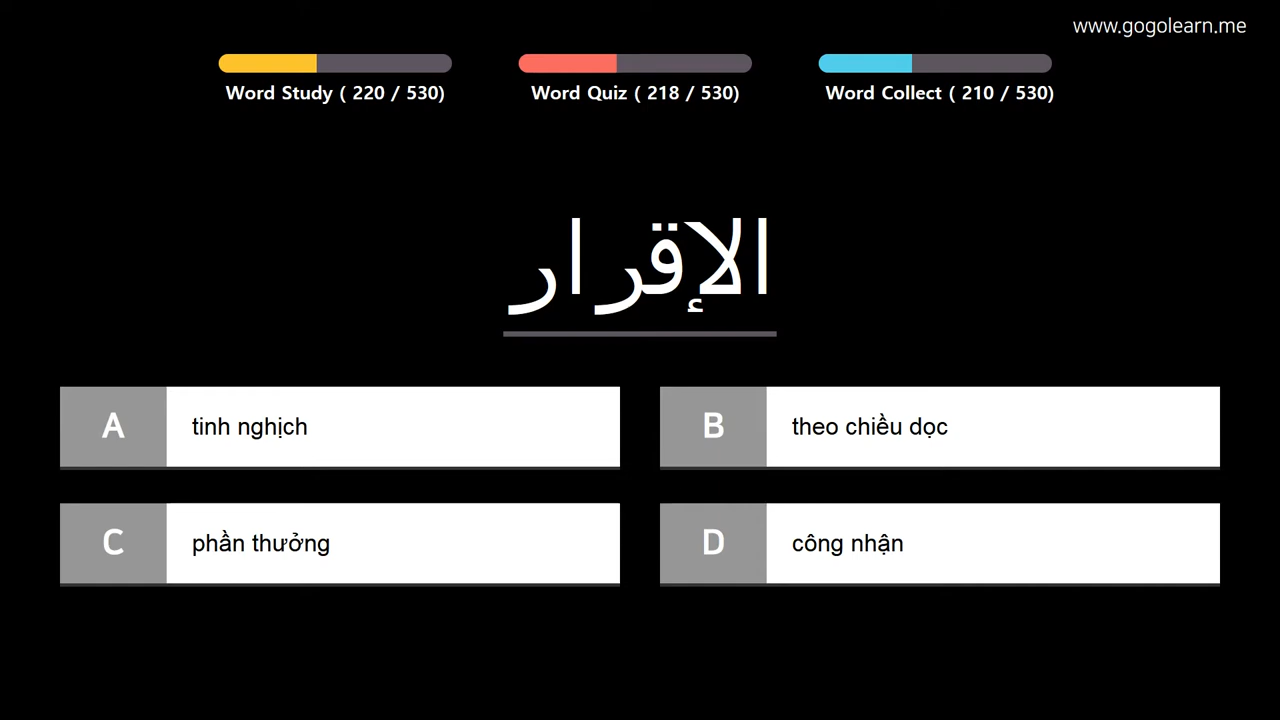 www.gogolearn.me
Word Study ( 220 / 530)
Word Quiz ( 218 / 530)
Word Collect ( 210 / 530)
الإقرار
A tinh nghịch
B theo chiều dọc
C phần thưởng
D công nhận